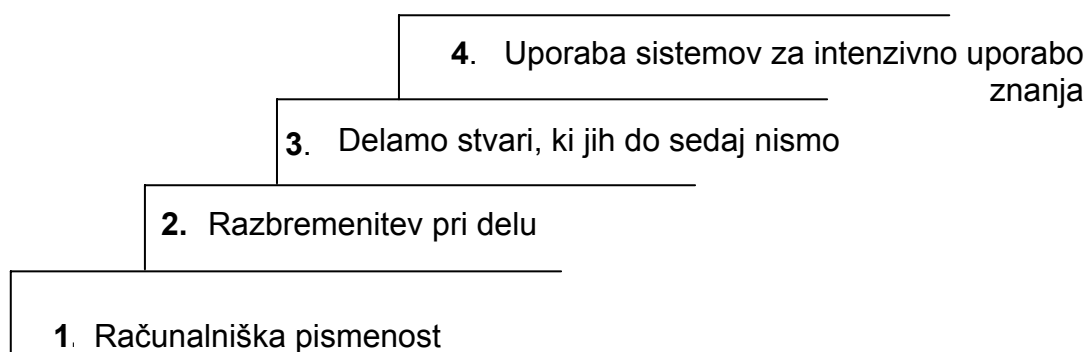 4. Uporaba sistemov za intenzivno uporabo
znanja
3. Delamo stvari, ki jih do sedaj nismo
2. Razbremenitev pri delu
1. Računalniška pismenost